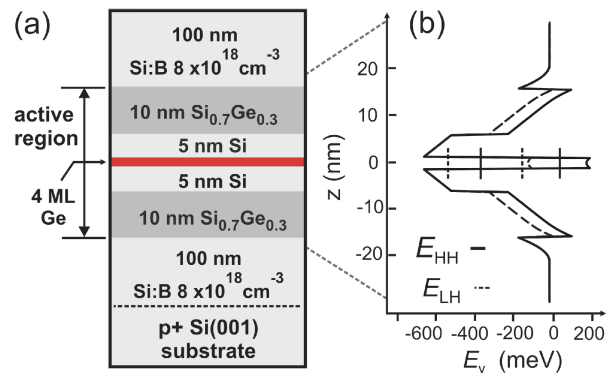 (a)
100 nm
Si:B 8 x10^18 cm^-3
active
region
10 nm Si0.7Ge0.3
5 nm Si
4 ML
Ge
5 nm Si
10 nm Si0.7Ge0.3
100 nm
Si:B 8 x10^18 cm^-3
p+ Si(001)
substrate
(b)
z (nm)
20
10
0
-10
-20
EHH
ELH
-600 -400 -200 0 200
Ev (meV)